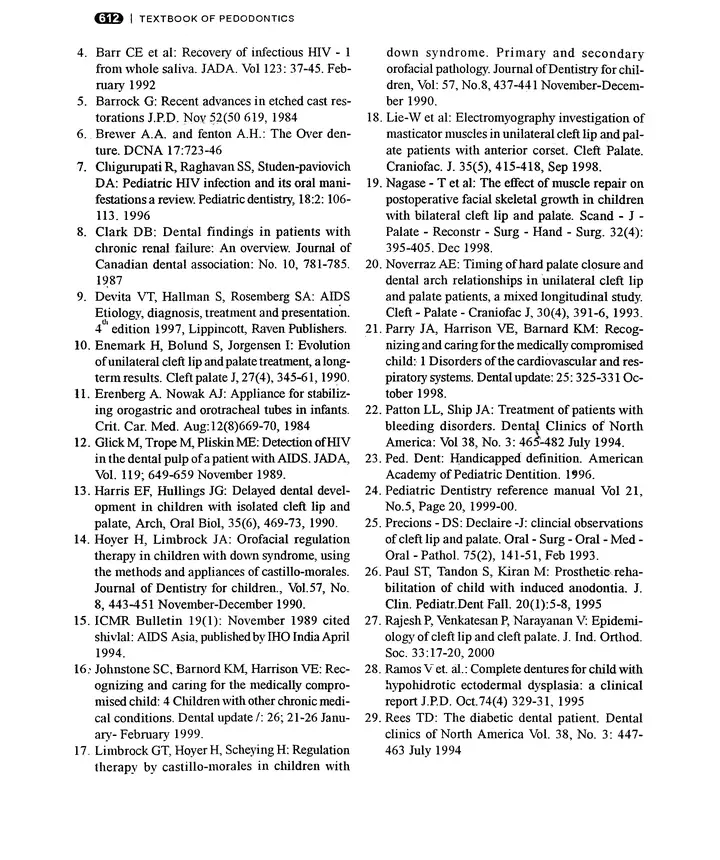 612 | TEXTBOOK OF PEDODONTICS
4. Barr CE et al: Recovery of infectious HIV - 1
from whole saliva. JADA. Vol 123: 37-45. Feb-
ruary 1992
5. Barrock G: Recent advances in etched cast res-
torations J.P.D. Nov 52(50 619, 1984
6. Brewer A.A. and fenton A.H.: The Over den-
ture. DCNA 17:723-46
7. Chigurupati R, Raghavan SS, Studen-paviovich
DA: Pediatric HIV infection and its oral mani-
festations a review. Pediatric dentistry, 18:2: 106-
113. 1996
8. Clark DB: Dental findings in patients with
chronic renal failure: An overview. Journal of
Canadian dental association: No. 10, 781-785.
1987
9. Devita VT, Hallman S, Rosemberg SA: AIDS
Etiology, diagnosis, treatment and presentation.
4th edition 1997, Lippincott, Raven Publishers.
10. Enemark H, Bolund S, Jorgensen I: Evolution
of unilateral cleft lip and palate treatment, a long-
term results. Cleft palate J, 27(4), 345-61, 1990.
11. Erenberg A. Nowak AJ: Appliance for stabiliz-
ing orogastric and orotracheal tubes in infants.
Crit. Car. Med. Aug:12(8)669-70, 1984
12. Glick M, Trope M, Pliskin ME: Detection of HIV
in the dental pulp of a patient with AIDS. JADA,
Vol. 119; 649-659 November 1989.
13. Harris EF, Hullings JG: Delayed dental devel-
opment in children with isolated cleft lip and
palate, Arch, Oral Biol, 35(6), 469-73, 1990.
14. Hoyer H, Limbrock JA: Orofacial regulation
therapy in children with down syndrome, using
the methods and appliances of castillo-morales.
Journal of Dentistry for children., Vol.57, No.
8, 443-451 November-December 1990.
15. ICMR Bulletin 19(1): November 1989 cited
shivlal: AIDS Asia, published by IHO India April
1994.
16. Johnstone SC, Barnord KM, Harrison VE: Rec-
ognizing and caring for the medically compro-
mised child: 4 Children with other chronic medi-
cal conditions. Dental update /: 26; 21-26 Janu-
ary- February 1999.
17. Limbrock GT, Hoyer H, Scheying H: Regulation
therapy by castillo-morales in children with
down syndrome. Primary and secondary
orofacial pathology. Journal of Dentistry for chil-
dren, Vol: 57, No.8, 437-441 November-Decem-
ber 1990.
18. Lie-W et al: Electromyography investigation of
masticator muscles in unilateral cleft lip and pal-
ate patients with anterior corset. Cleft Palate.
Craniofac. J. 35(5), 415-418, Sep 1998.
19. Nagase - T et al: The effect of muscle repair on
postoperative facial skeletal growth in children
with bilateral cleft lip and palate. Scand - J -
Palate - Reconstr - Surg - Hand - Surg. 32(4):
395-405. Dec 1998.
20. Noverraz AE: Timing of hard palate closure and
dental arch relationships in unilateral cleft lip
and palate patients, a mixed longitudinal study.
Cleft - Palate - Craniofac J, 30(4), 391-6, 1993.
21. Parry JA, Harrison VE, Barnard KM: Recog-
nizing and caring for the medically compromised
child: 1 Disorders of the cardiovascular and res-
piratory systems. Dental update: 25: 325-331 Oc-
tober 1998.
22. Patton LL, Ship JA: Treatment of patients with
bleeding disorders. Dental Clinics of North
America: Vol 38, No. 3: 465-482 July 1994.
23. Ped. Dent: Handicapped definition. American
Academy of Pediatric Dentition. 1996.
24. Pediatric Dentistry reference manual Vol 21,
No.5, Page 20, 1999-00.
25. Precions - DS: Declaire -J: clincial observations
of cleft lip and palate. Oral - Surg - Oral - Med -
Oral - Pathol. 75(2), 141-51, Feb 1993.
26. Paul ST, Tandon S, Kiran M: Prosthetic reha-
bilitation of child with induced anodontia. J.
Clin. Pediatr.Dent Fall. 20(1):5-8, 1995
27. Rajesh P, Venkatesan P, Narayanan V: Epidemi-
ology of cleft lip and cleft palate. J. Ind. Orthod.
Soc. 33:17-20, 2000
28. Ramos V et. al.: Complete dentures for child with
hypohidrotic ectodermal dysplasia: a clinical
report J.P.D. Oct.74(4) 329-31, 1995
29. Rees TD: The diabetic dental patient. Dental
clinics of North America Vol. 38, No. 3: 447-
463 July 1994